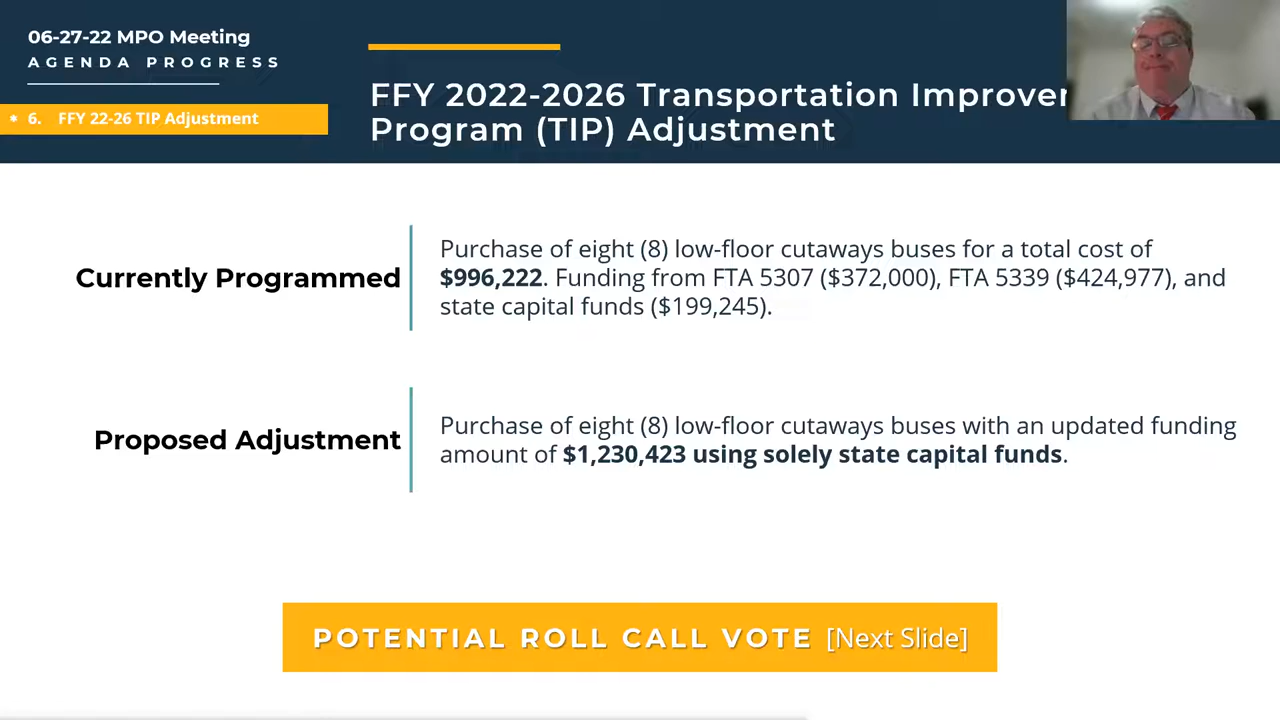 06-27-22 MPO Meeting
AGENDA PROGRESS
* 6. FFY 22-26 TIP Adjustment
FFY 2022-2026 Transportation
Program (TIP) Adjustment
Currently Programmed
Purchase of eight (8) low-floor cutaways buses for a total cost of
$996,222. Funding from FTA 5307 ($372,000), FTA 5339 ($424,977), and
state capital funds ($199,245).
Proposed Adjustment
Purchase of eight (8) low-floor cutaways buses with an updated funding
amount of $1,230,423 using solely state capital funds.
POTENTIAL ROLL CALL VOTE [Next Slide]